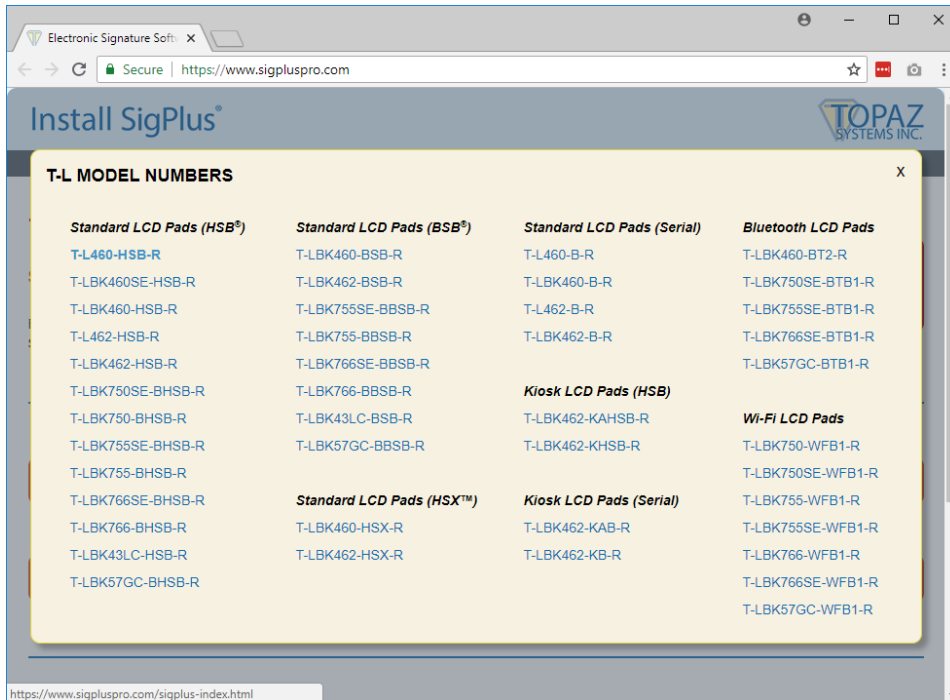 Electronic Signature Soft
Secure | https://www.sigpluspro.com
Install SigPlus®
TOPAZ
SYSTEMS INC.
T-L MODEL NUMBERS
X
Standard LCD Pads (HSB®)
T-L460-HSB-R
T-LBK460SE-HSB-R
T-LBK460-HSB-R
T-L462-HSB-R
T-LBK462-HSB-R
T-LBK750SE-BHSB-R
T-LBK750-BHSB-R
T-LBK755SE-BHSB-R
T-LBK755-BHSB-R
T-LBK766SE-BHSB-R
T-LBK766-BHSB-R
T-LBK43LC-HSB-R
T-LBK57GC-BHSB-R
Standard LCD Pads (BSB®)
T-LBK460-BSB-R
T-LBK462-BSB-R
T-LBK755SE-BBSB-R
T-LBK755-BBSB-R
T-LBK766SE-BBSB-R
T-LBK766-BBSB-R
T-LBK43LC-BSB-R
T-LBK57GC-BBSB-R
Standard LCD Pads (HSX™)
T-LBK460-HSX-R
T-LBK462-HSX-R
Standard LCD Pads (Serial)
T-L460-B-R
T-LBK460-B-R
T-L462-B-R
T-LBK462-B-R
Kiosk LCD Pads (HSB)
T-LBK462-KAHSB-R
T-LBK462-KHSB-R
Kiosk LCD Pads (Serial)
T-LBK462-KAB-R
T-LBK462-KB-R
Bluetooth LCD Pads
T-LBK460-BT2-R
T-LBK750SE-BTB1-R
T-LBK755SE-BTB1-R
T-LBK766SE-BTB1-R
T-LBK57GC-BTB1-R
Wi-Fi LCD Pads
T-LBK750-WFB1-R
T-LBK750SE-WFB1-R
T-LBK755-WFB1-R
T-LBK755SE-WFB1-R
T-LBK766-WFB1-R
T-LBK766SE-WFB1-R
T-LBK57GC-WFB1-R
https://www.sigpluspro.com/sigplus-index.html